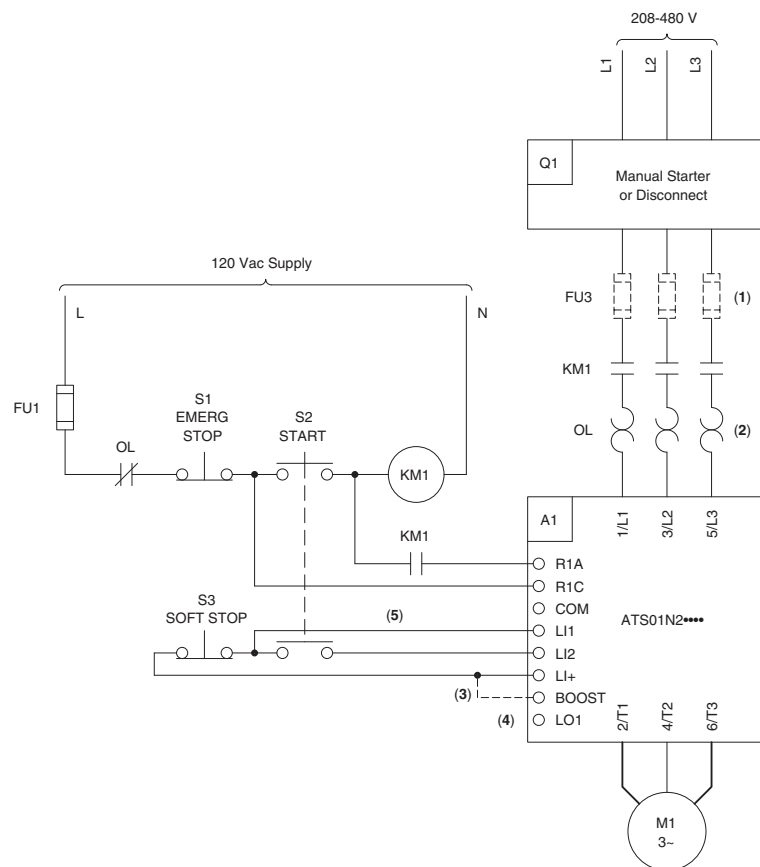 208-480 V
L1
L2
L3
Q1
Manual Starter
or Disconnect
120 Vac Supply
L
N
FU3
(1)
KM1
FU1
S1
EMERG
STOP
S2
START
OL
KM1
OL
(2)
A1
1/L1
3/L2
5/L3
KM1
R1A
R1C
COM
ATS01N2••••
S3
SOFT STOP
(5)
LI1
LI2
LI+
(3)
BOOST
(4)
LO1
2/T1
4/T2
6/T3
M1
3~